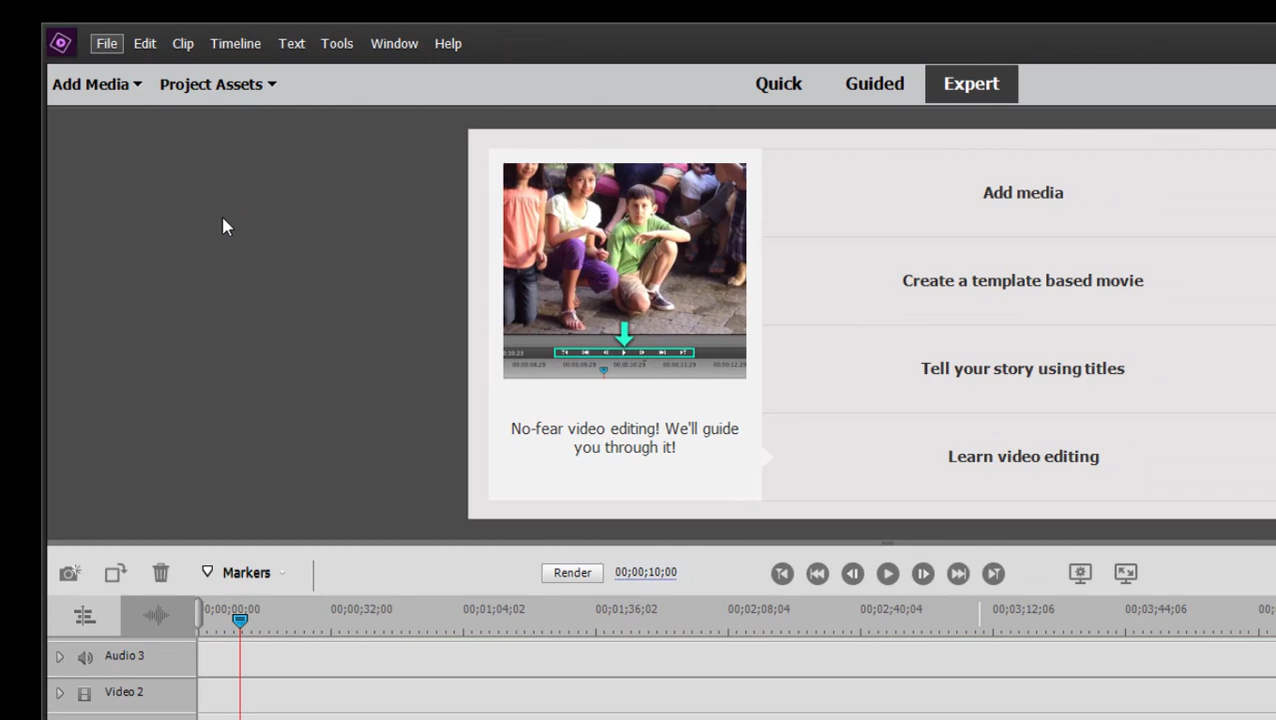 File Edit Clip Timeline Text Tools Window Help
Add Media Project Assets Quick Guided Expert
Add media
Create a template based movie
Tell your story using titles
Learn video editing
No-fear video editing! We'll guide
you through it!
Markers Render 00;00;10;00
0;00;00;00 00;00;32;00 00;01;04;02 00;01;36;02 00;02;08;04 00;02;40;04 00;03;12;06 00;03;44;06 00;
Audio 3
Video 2